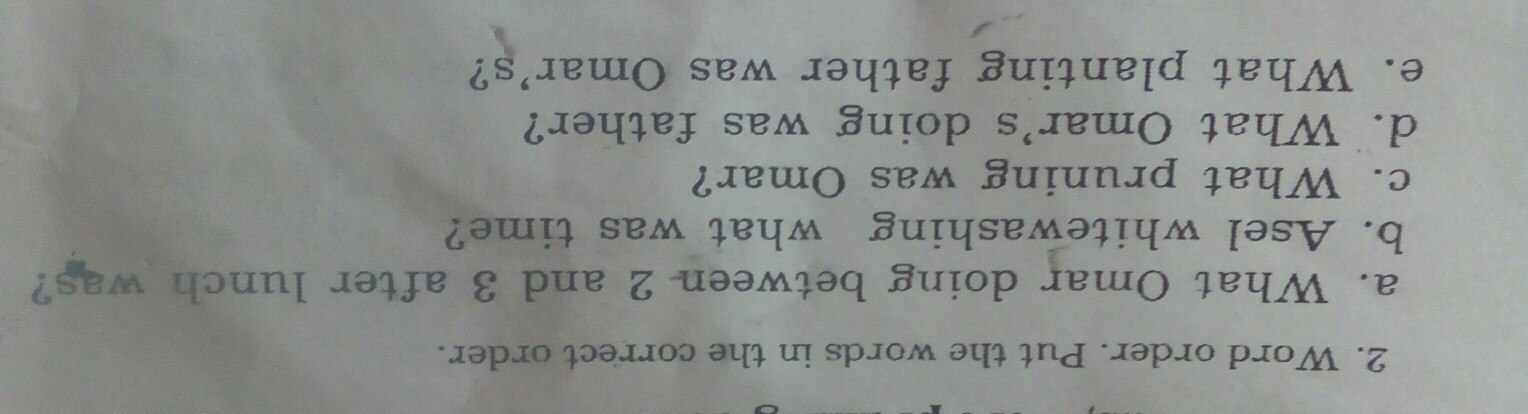 2. Word order. Put the words in the correct order.
a. What Omar doing between 2 and 3 after lunch was?
b. Asel whitewashing what was time?
c. What pruning was Omar?
d. What Omar's doing was father?
e. What planting father was Omar's?